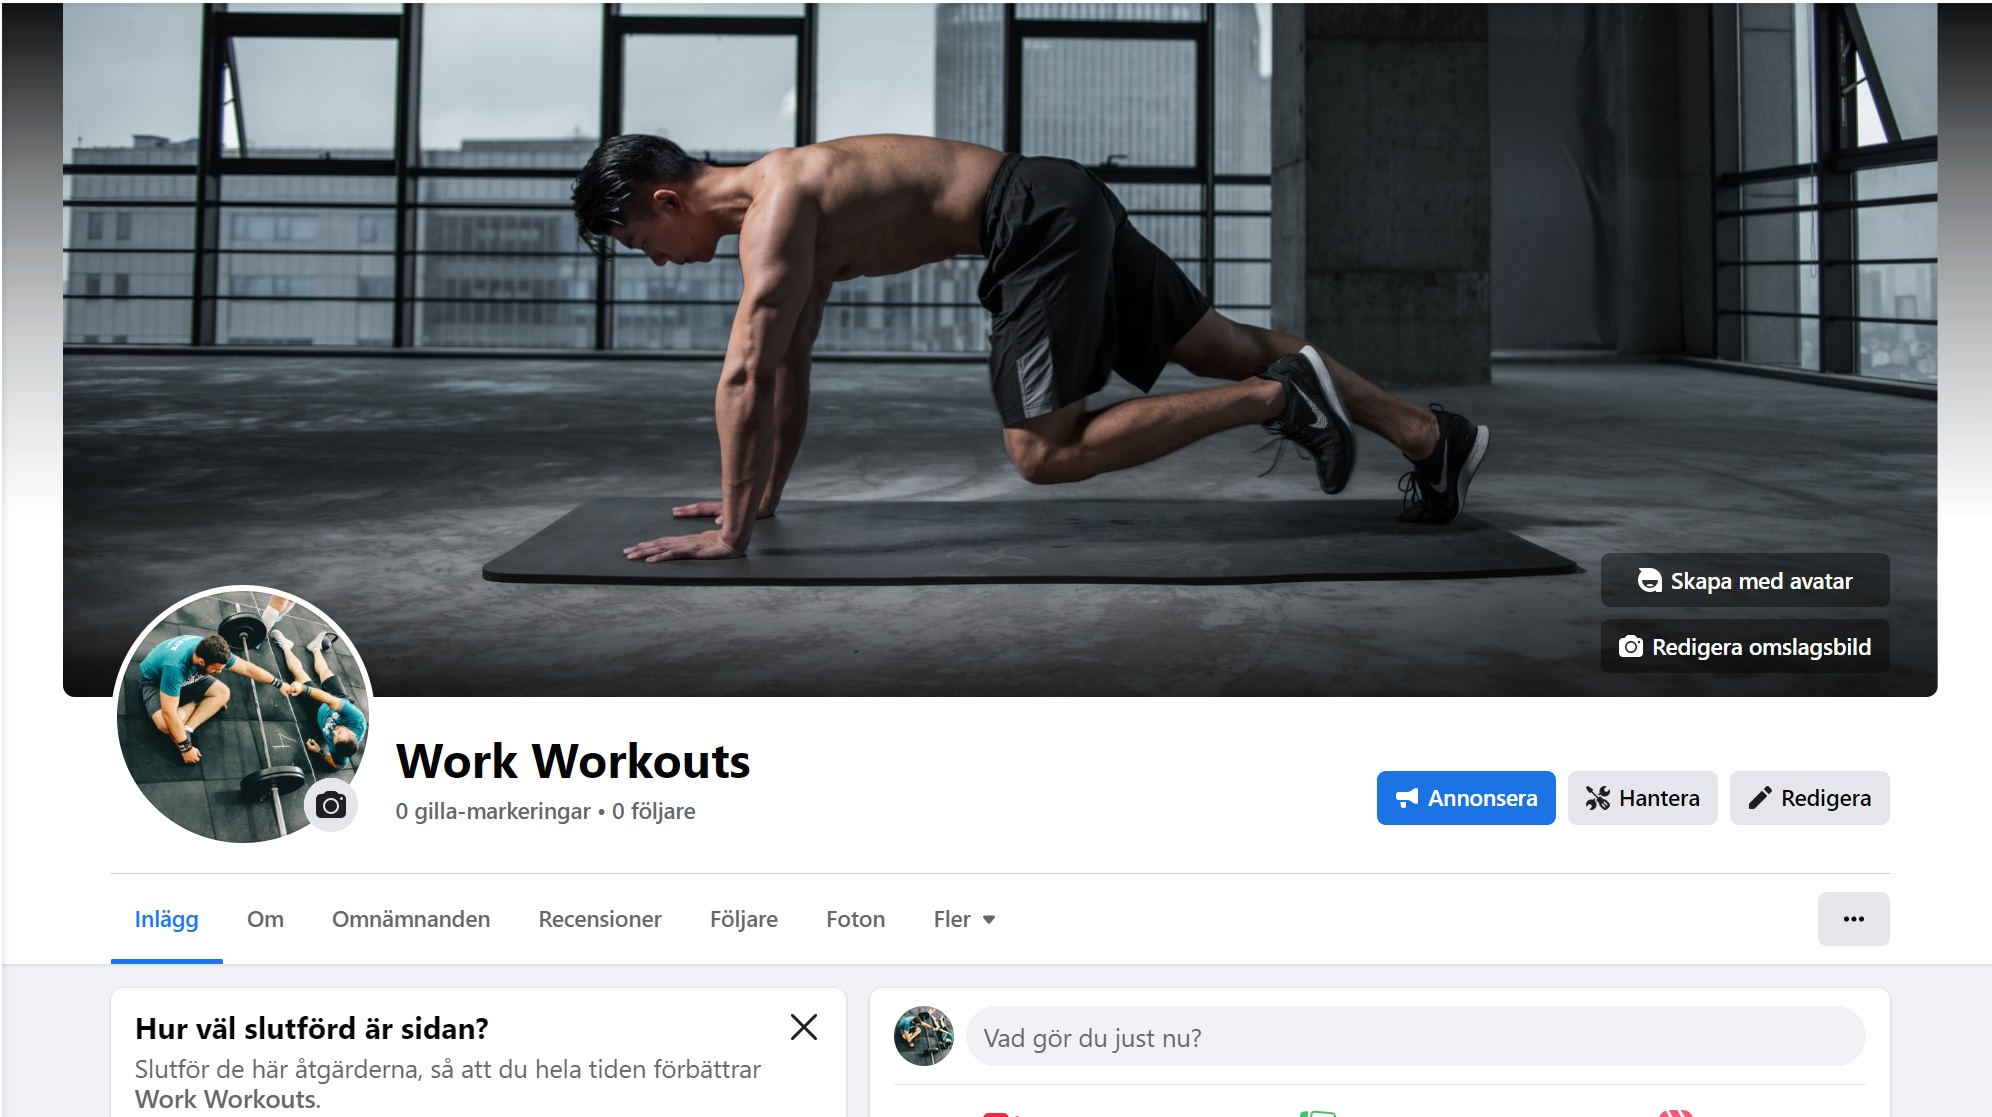 Skapa med avatar
Redigera omslagsbild
Work Workouts
0 gilla-markeringar • 0 följare
Annonsera
Hantera
Redigera
Inlägg
Om
Omnämnanden
Recensioner
Följare
Foton
Fler
Hur väl slutförd är sidan?
Slutför de här åtgärderna, så att du hela tiden förbättrar
Work Workouts.
Vad gör du just nu?